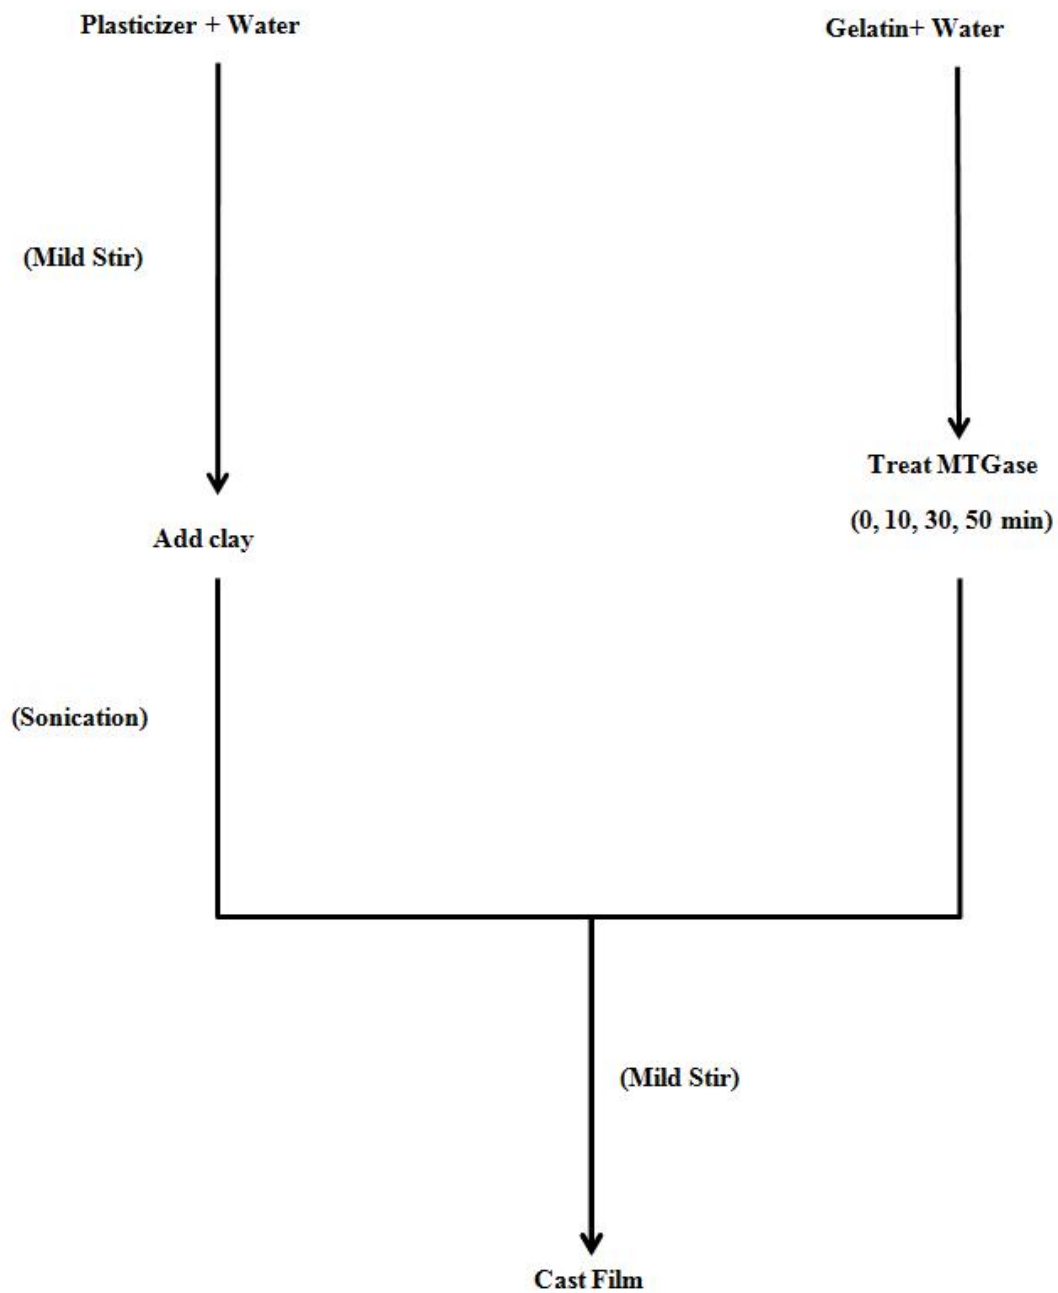 Plasticizer + Water
Gelatin+ Water
(Mild Stir)
Treat MTGase
(0, 10, 30, 50 min)
Add clay
(Sonication)
(Mild Stir)
Cast Film